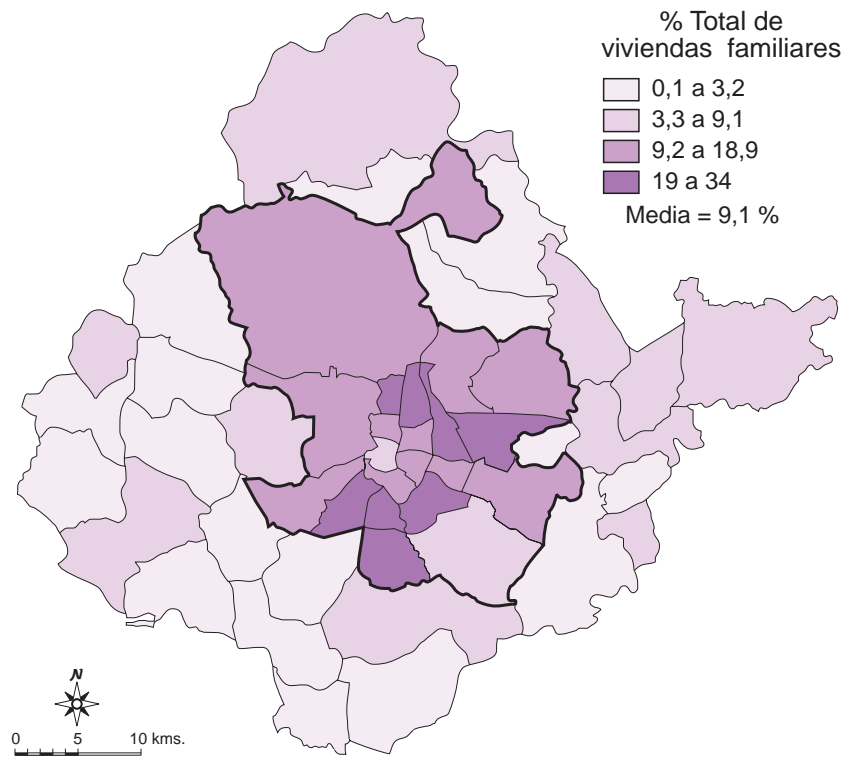 % Total de
viviendas familiares
0,1 a 3,2
3,3 a 9,1
9,2 a 18,9
19 a 34
Media = 9,1 %
N
0 5 10 kms.